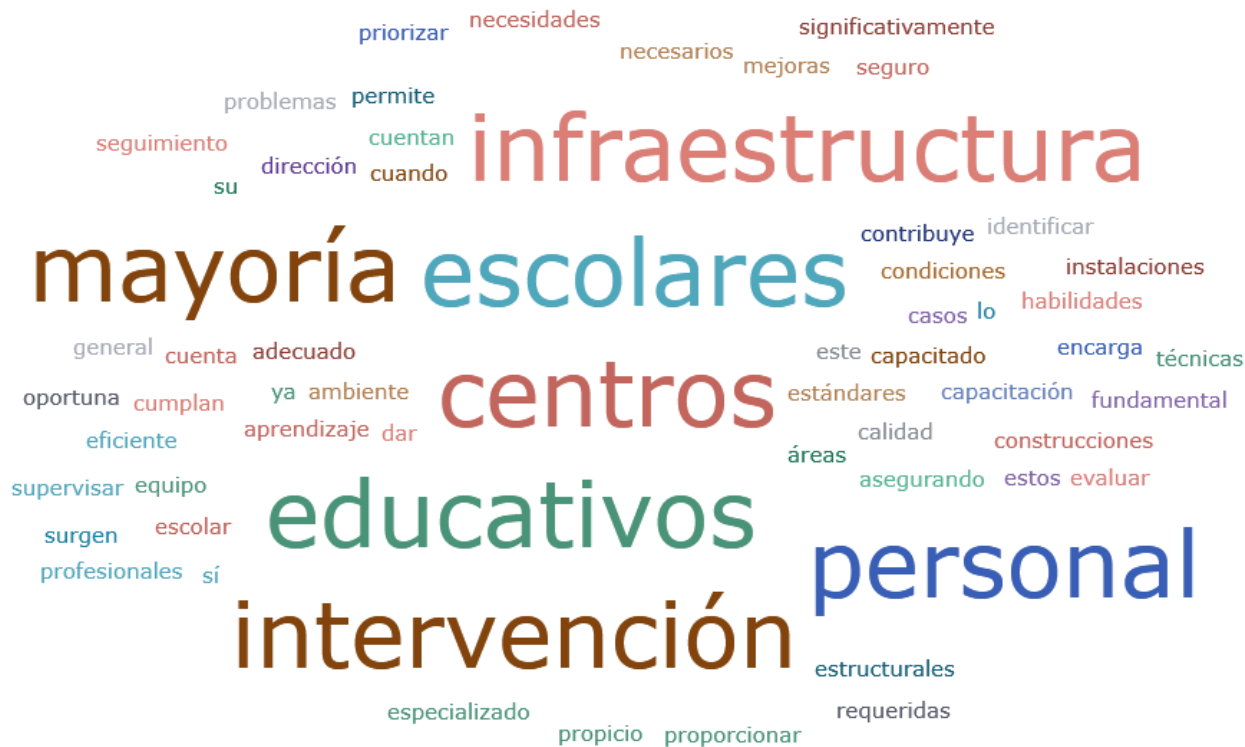 necesidades
priorizar
significativamente
necesarios
mejoras
seguro
problemas
permite
infraestructura
seguimiento
cuentan
dirección
cuando
su
mayoría
escolares
contribuye
identificar
condiciones
instalaciones
casos
lo
habilidades
general
cuenta
adecuado
este
capacitado
encarga
técnicas
oportuna
cumplan
ya
ambiente
centros
estándares
capacitación
fundamental
eficiente
aprendizaje
dar
calidad
construcciones
áreas
supervisar
equipo
educativos
asegurando
estos
evaluar
surgen
escolar
profesionales
sí
personal
intervención
estructurales
especializado
requeridas
propicio
proporcionar